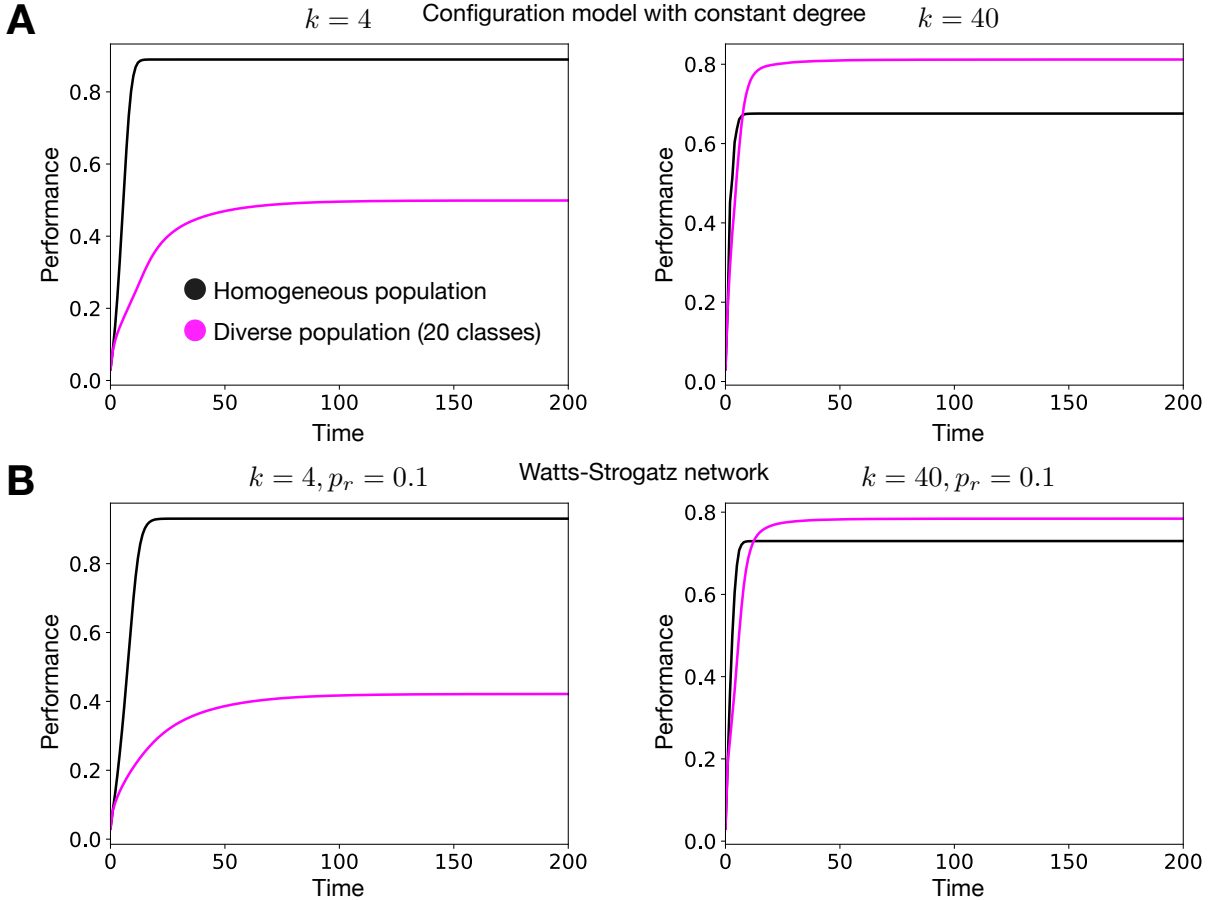 A
Configuration model with constant degree
k = 4
k = 40
Performance
0.8
0.6
0.4
0.2
0.0
Homogeneous population
Diverse population (20 classes)
0 50 100 150 200
Time
Performance
0.8
0.6
0.4
0.2
0.0
0 50 100 150 200
Time
B
Watts-Strogatz network
k = 4, p_r = 0.1
k = 40, p_r = 0.1
Performance
0.8
0.6
0.4
0.2
0.0
0 50 100 150 200
Time
Performance
0.8
0.6
0.4
0.2
0.0
0 50 100 150 200
Time